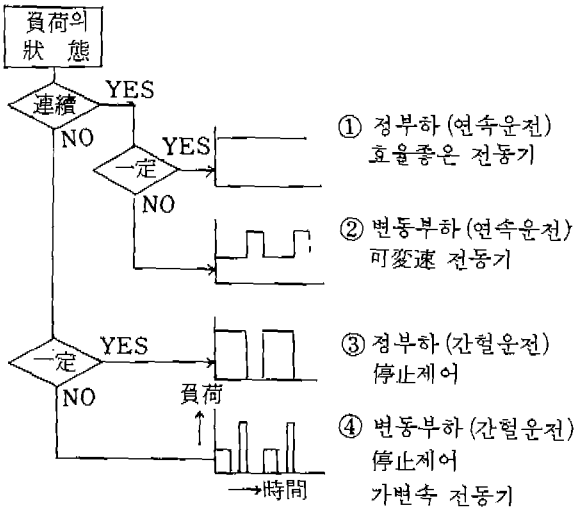 負荷의
狀態
連續
YES
NO
一定
YES
NO
① 정부하 (연속운전)
효율좋은 전동기
② 변동부하 (연속운전)
可変速 전동기
一定
YES
NO
③ 정부하 (간헐운전)
停止제어
負荷
↑
④ 변동부하 (간헐운전)
停止제어
가변속 전동기
→時間